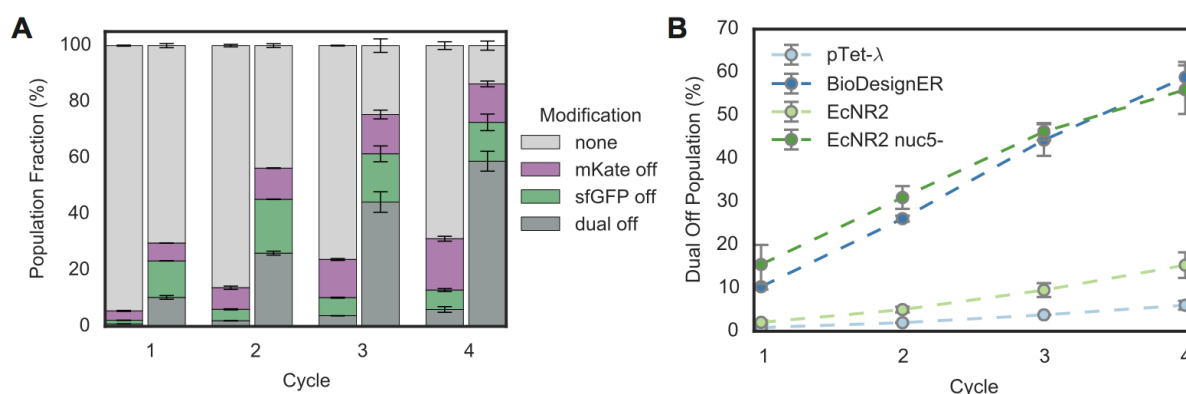 A
Population Fraction (%)
100
80
60
40
20
0
1
2
3
4
Cycle
Modification
none
mKate off
sfGFP off
dual off
B
Dual Off Population (%)
70
60
50
40
30
20
10
0
pTet-λ
BioDesignER
EcNR2
EcNR2 nuc5-
1
2
3
4
Cycle